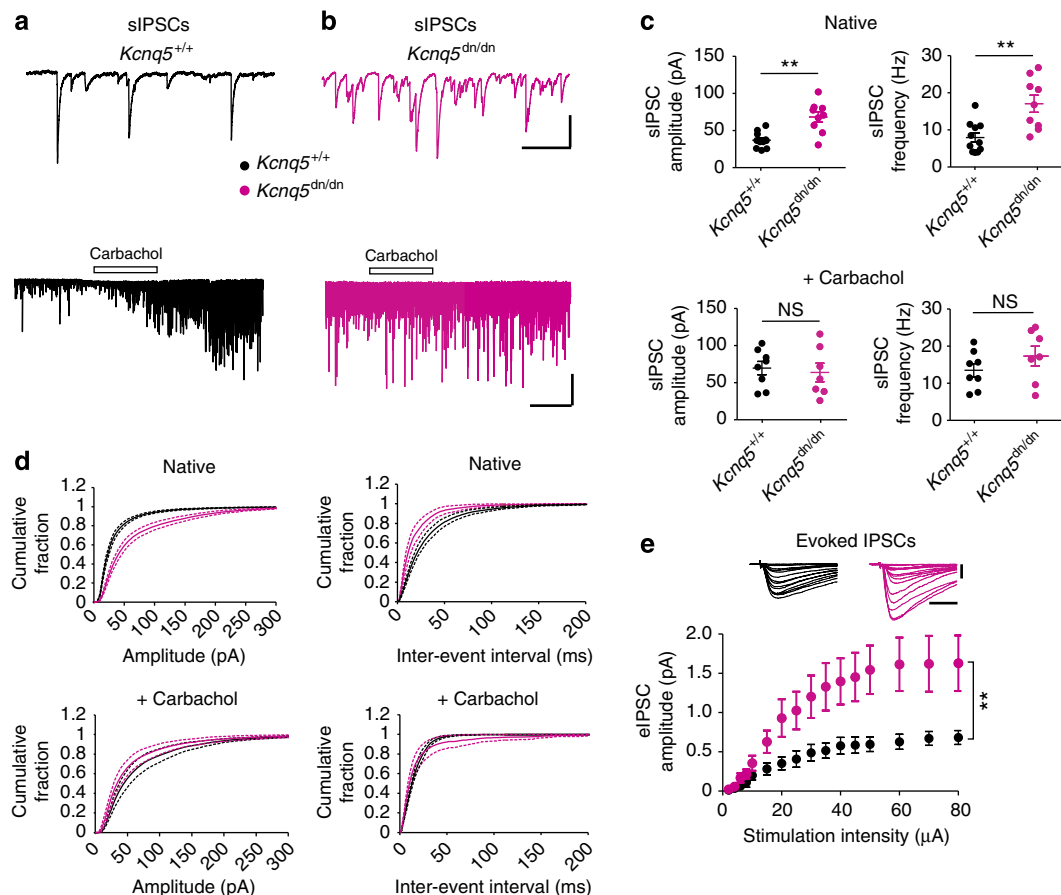 a
sIPSCs
Kcnq5+/+
b
sIPSCs
Kcnq5dn/dn
Kcnq5+/+
Kcnq5dn/dn
Carbachol
Carbachol
c
Native
sIPSC
amplitude (pA)
150
100
50
0
**
Kcnq5+/+
Kcnq5dn/dn
sIPSC
frequency (Hz)
30
20
10
0
**
Kcnq5+/+
Kcnq5dn/dn
+ Carbachol
sIPSC
amplitude (pA)
150
100
50
0
NS
Kcnq5+/+
Kcnq5dn/dn
sIPSC
frequency (Hz)
30
20
10
0
NS
Kcnq5+/+
Kcnq5dn/dn
d
Native
Cumulative
fraction
1.2
1
0.8
0.6
0.4
0.2
0
0 50 100 150 200 250 300
Amplitude (pA)
Cumulative
fraction
1.2
1
0.8
0.6
0.4
0.2
0
0 50 100 150 200
Inter-event interval (ms)
+ Carbachol
Cumulative
fraction
1.2
1
0.8
0.6
0.4
0.2
0
0 50 100 150 200 250 300
Amplitude (pA)
+ Carbachol
Cumulative
fraction
1.2
1
0.8
0.6
0.4
0.2
0
0 50 100 150 200
Inter-event interval (ms)
e
Evoked IPSCs
eIPSC
amplitude (pA)
2.0
1.5
1.0
0.5
0
**
0 20 40 60 80
Stimulation intensity (μA)